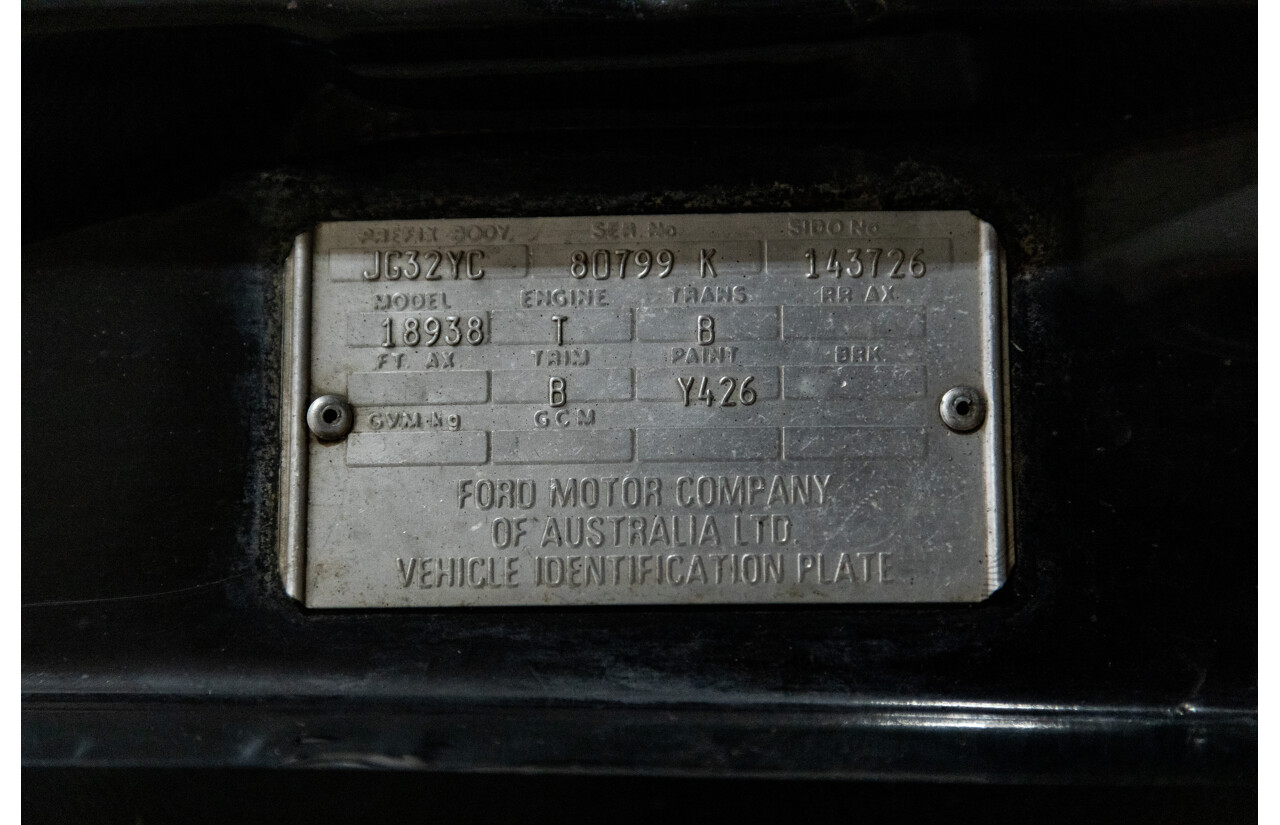 PREFIX BODY. SER. No SIDO No
JG32YC 80799 K 143726
MODEL ENGINE TRANS. RR AX.
18938 T B
FT. AX TRIM PAINT BRK.
B Y426
GVM-kg GCM
FORD MOTOR COMPANY
OF AUSTRALIA LTD.
VEHICLE IDENTIFICATION PLATE